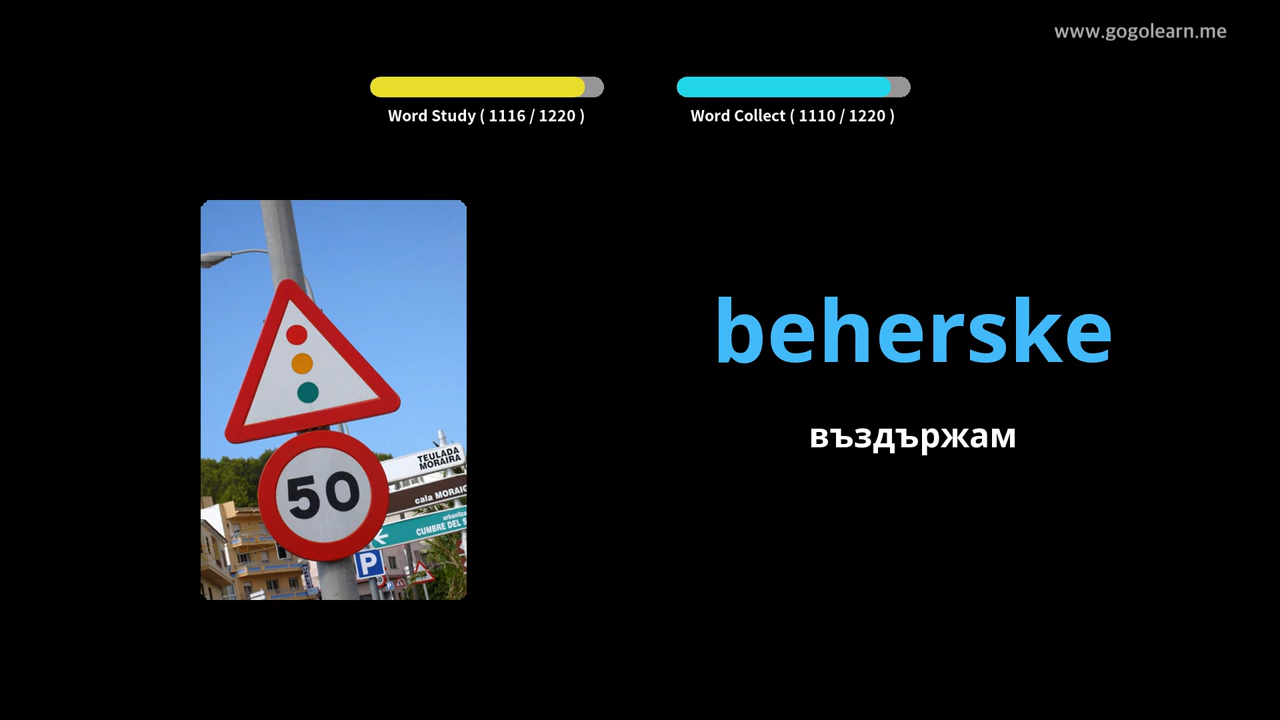 www.gogolearn.me
Word Study ( 1116 / 1220 )
Word Collect ( 1110 / 1220 )
TEULADA
MORAIRA
cala MORAIG
urbanitza
CUMBRE DEL S
50
P
beherske
въздържам